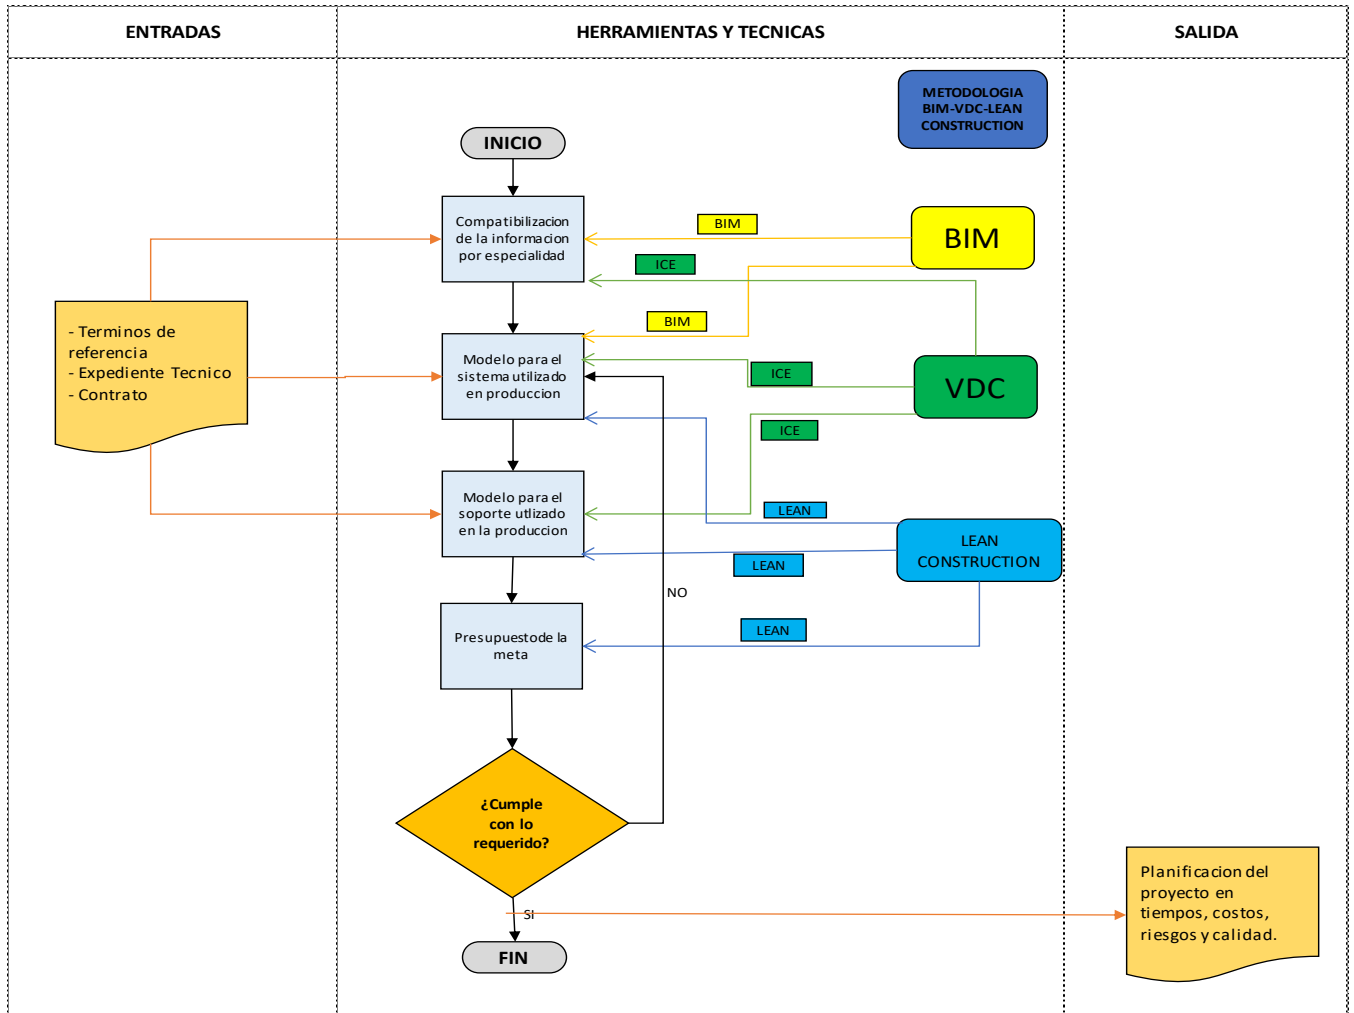 ENTRADAS
HERRAMIENTAS Y TECNICAS
SALIDA
METODOLOGIA
BIM-VDC-LEAN
CONSTRUCTION
INICIO
Compatibilizacion
de la informacion
por especialidad
BIM
BIM
ICE
- Terminos de
referencia
- Expediente Tecnico
- Contrato
BIM
Modelo para el
sistema utilizado
en produccion
ICE
VDC
ICE
Modelo para el
soporte utlizado
en la produccion
LEAN
LEAN
CONSTRUCTION
LEAN
NO
Presupuestode la
meta
LEAN
¿Cumple
con lo
requerido?
SI
Planificacion del
proyecto en
tiempos, costos,
riesgos y calidad.
FIN